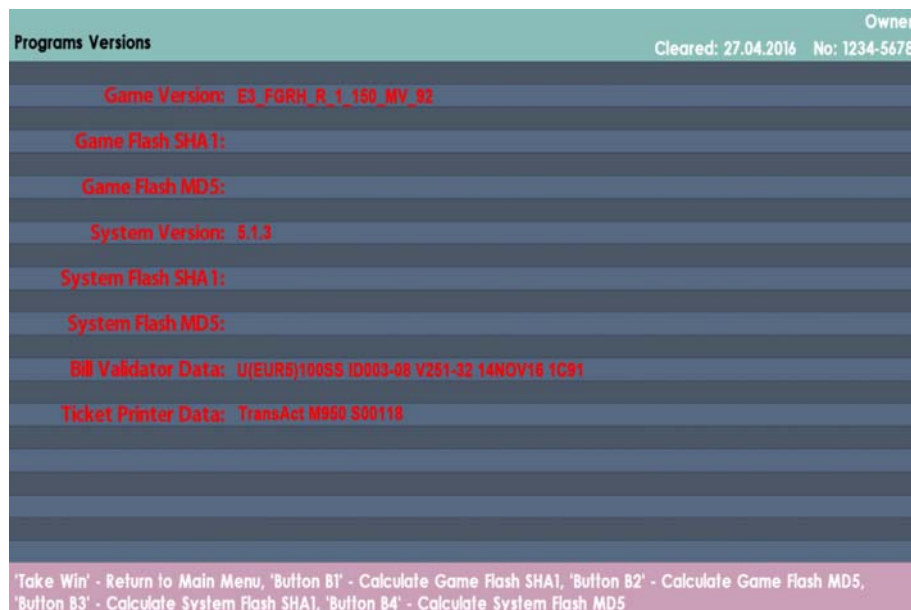 Owner
Programs Versions
Cleared: 27.04.2016 No: 1234-5678
Game Version: E3_FGRH_R_1_150_MV_92
Game Flash SHA1:
Game Flash MD5:
System Version: 5.1.3
System Flash SHA1:
System Flash MD5:
Bill Validator Data: U(EUR5)100SS ID003-08 V251-32 14NOV16 1C91
Ticket Printer Data: TransAct M950 S00118
'Take Win' - Return to Main Menu, 'Button B1' - Calculate Game Flash SHA1, 'Button B2' - Calculate Game Flash MD5,
'Button B3' - Calculate System Flash SHA1, 'Button B4' - Calculate System Flash MD5